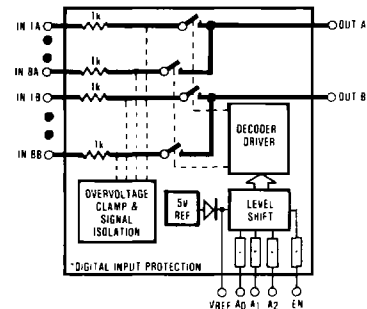 IN 1A
1k
OUT A
IN 8A
1k
IN 1B
1k
OUT B
DECODER
DRIVER
IN 8B
1k
OVERVOLTAGE
CLAMP &
SIGNAL
ISOLATION
5V
REF
LEVEL
SHIFT
*DIGITAL INPUT PROTECTION
VREF A0 A1 A2 EN